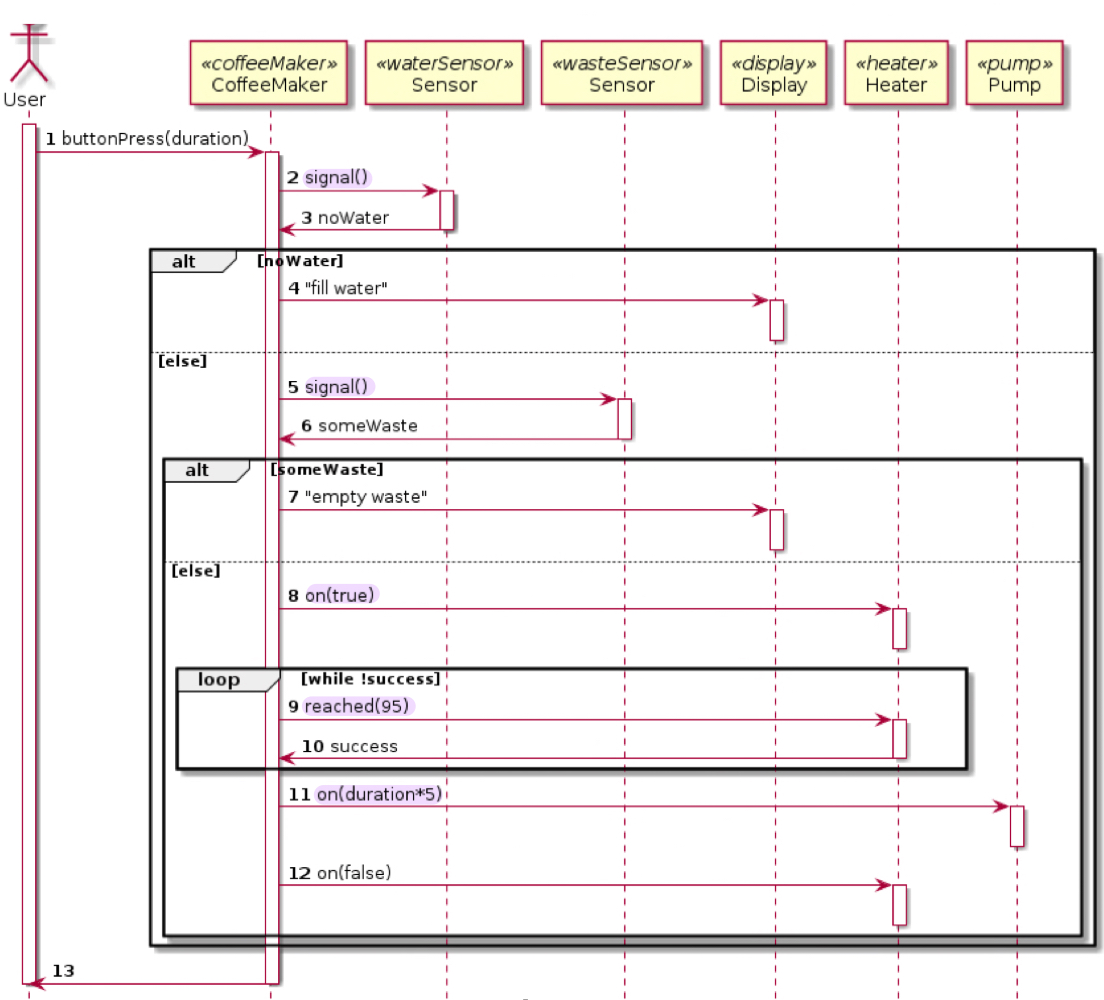 «coffeeMaker» «waterSensor» «wasteSensor» «display» «heater» «pump»
CoffeeMaker Sensor Sensor Display Heater Pump
User
1 buttonPress(duration)
2 signal()
3 noWater
alt [noWater]
4 "fill water"
[else]
5 signal()
6 someWaste
alt [someWaste]
7 "empty waste"
[else]
8 on(true)
loop [while !success]
9 reached(95)
10 success
11 on(duration*5)
12 on(false)
13